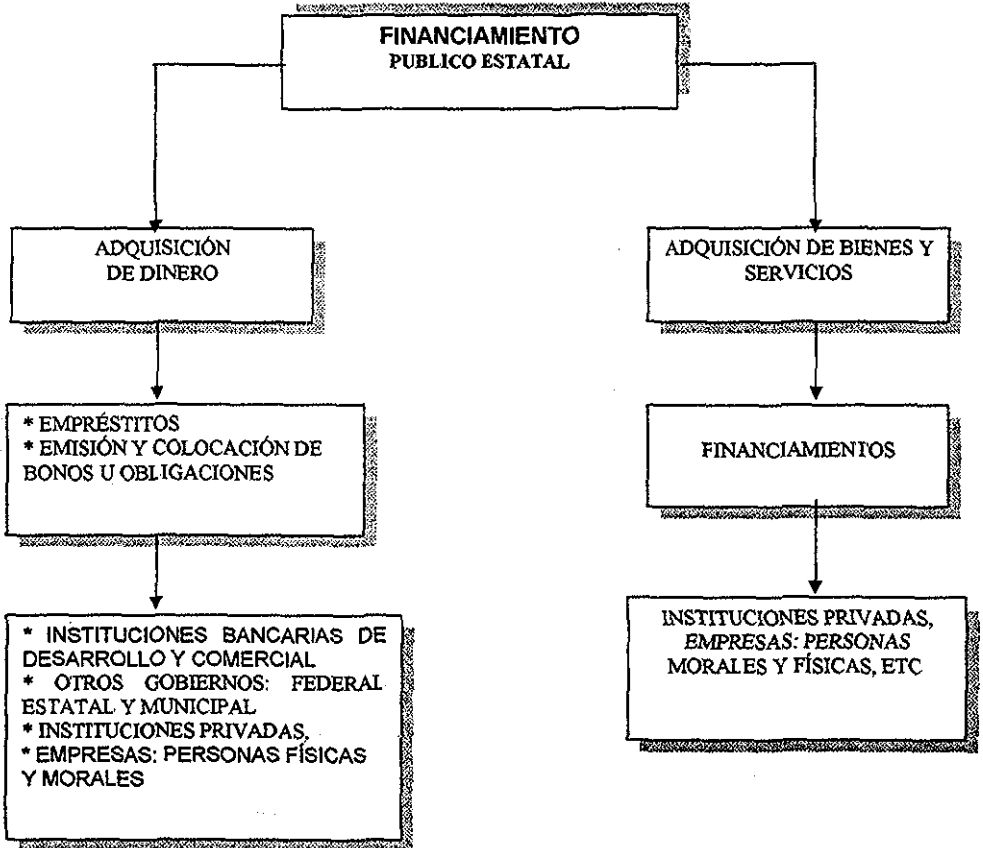 FINANCIAMIENTO
PUBLICO ESTATAL
ADQUISICIÓN
DE DINERO
ADQUISICIÓN DE BIENES Y
SERVICIOS
* EMPRÉSTITOS
* EMISIÓN Y COLOCACIÓN DE
BONOS U OBLIGACIONES
FINANCIAMIENTOS
* INSTITUCIONES BANCARIAS DE
DESARROLLO Y COMERCIAL
* OTROS GOBIERNOS: FEDERAL
ESTATAL Y MUNICIPAL
* INSTITUCIONES PRIVADAS,
* EMPRESAS: PERSONAS FÍSICAS
Y MORALES
INSTITUCIONES PRIVADAS,
EMPRESAS: PERSONAS
MORALES Y FÍSICAS, ETC